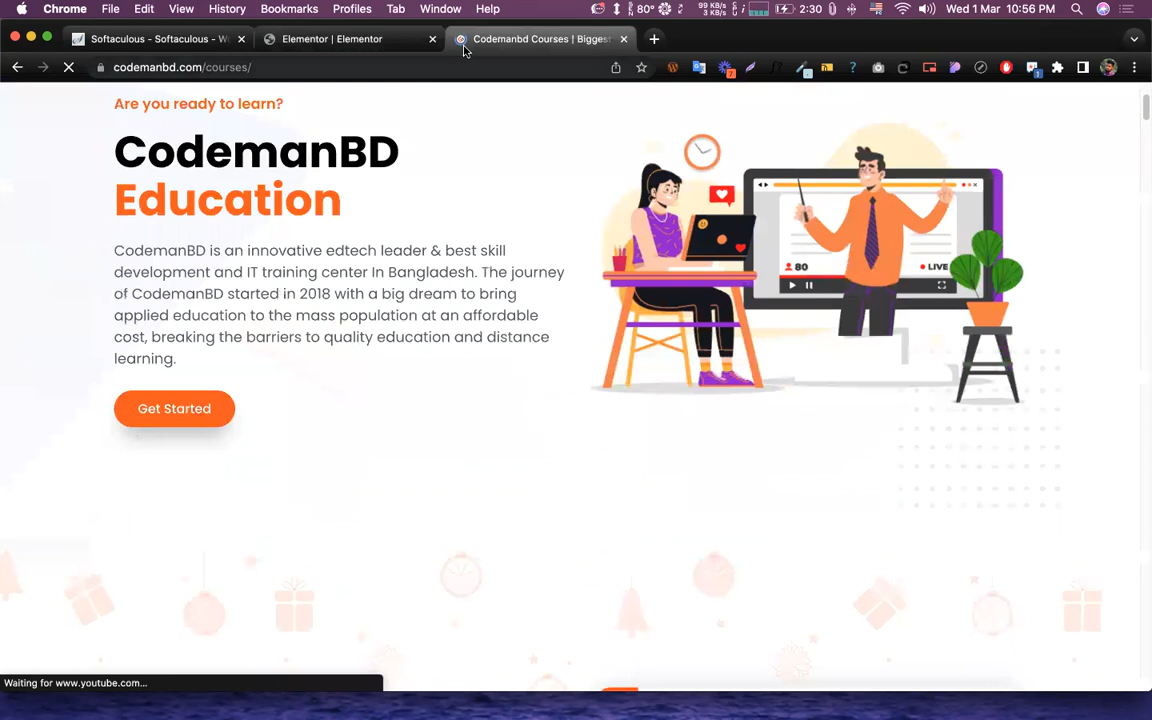 Chrome File Edit View History Bookmarks Profiles Tab Window Help 80° 99 KB/s 3 KB/s 2:30 Wed 1 Mar 10:56 PM
Softaculous - Softaculous - W
Elementor | Elementor
Codemanbd Courses | Biggest
codemanbd.com/courses/
Are you ready to learn?
CodemanBD
Education
CodemanBD is an innovative edtech leader & best skill
development and IT training center In Bangladesh. The journey
of CodemanBD started in 2018 with a big dream to bring
applied education to the mass population at an affordable
cost, breaking the barriers to quality education and distance
learning.
Get Started
80
LIVE
Waiting for www.youtube.com...